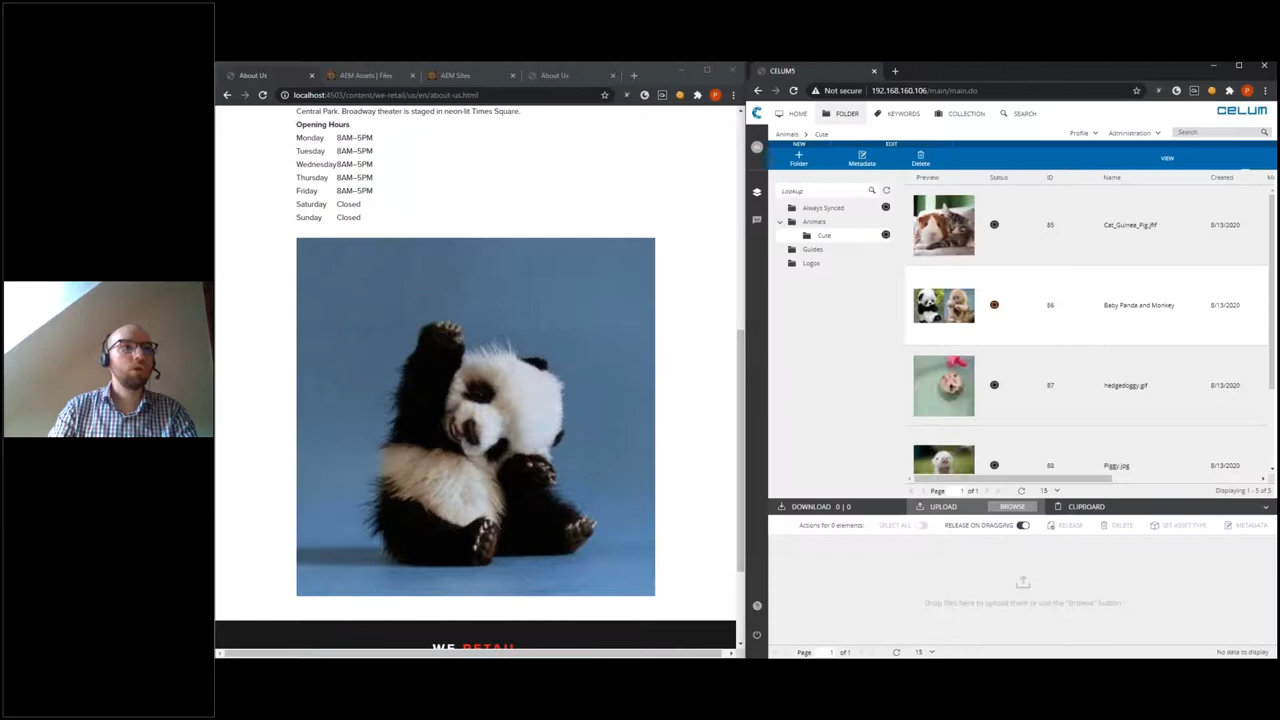 About Us
AEM Assets | Files
AEM Sites
About Us
localhost:4503/content/we-retail/us/en/about-us.html
Central Park. Broadway theater is staged in neon-lit Times Square.
Opening Hours
Monday 8AM–5PM
Tuesday 8AM–5PM
Wednesday8AM–5PM
Thursday 8AM–5PM
Friday 8AM–5PM
Saturday Closed
Sunday Closed
WE RETAIL
CELUM5
Not secure 192.168.160.106/main/main.do
HOME FOLDER KEYWORDS COLLECTION SEARCH CELUM
Animals > Cute Profile Administration Search
NEW EDIT
Folder Metadata Delete VIEW
Lookup
Always Synced
Animals
Cute
Guides
Logos
Preview Status ID Name Created
85 Cat_Guinea_Pig.jfif 8/13/2020
86 Baby Panda and Monkey 8/13/2020
87 hedgedoggy.gif 8/13/2020
88 Piggy.jpg 8/13/2020
Page 1 of 1 15 Displaying 1 - 5 of 5
DOWNLOAD 0 | 0 UPLOAD BROWSE CLIPBOARD
Actions for 0 elements: SELECT ALL RELEASE ON DRAGGING RELEASE DELETE SET ASSET TYPE METADATA
Drop files here to upload them or use the "Browse" button
Page 1 of 1 15 No data to display